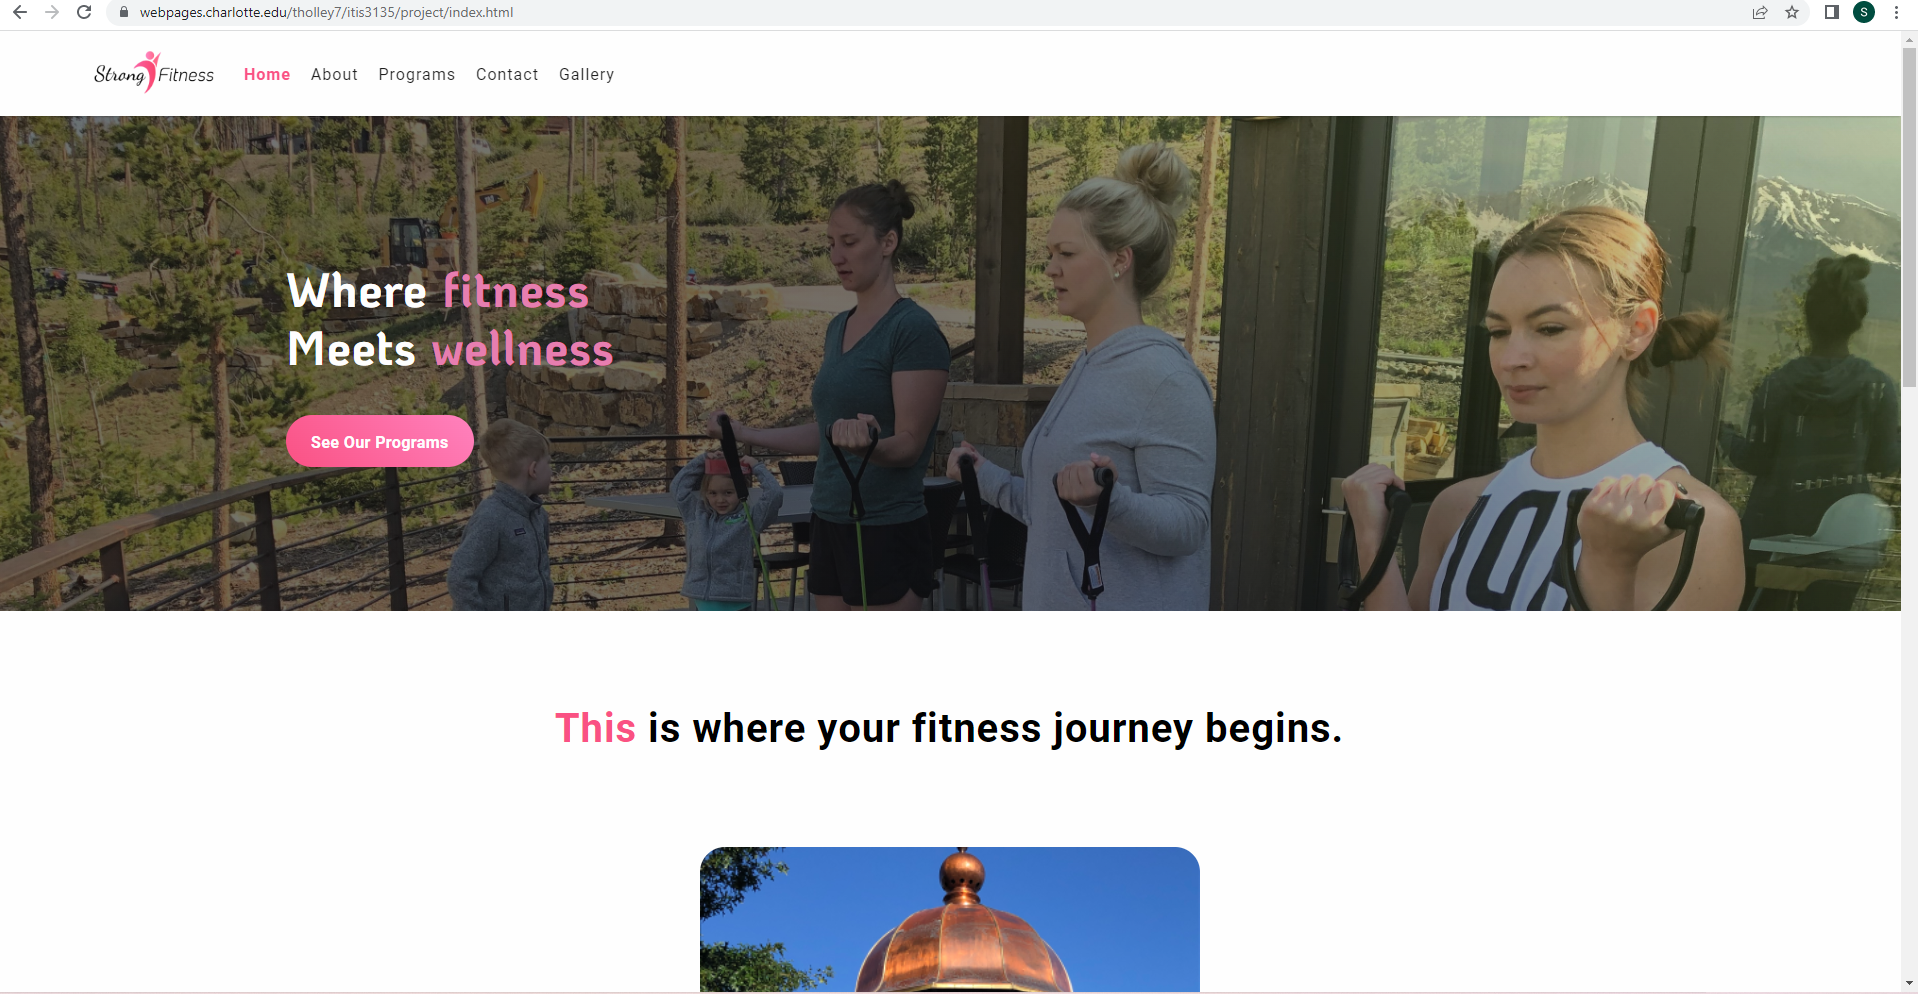 webpages.charlotte.edu/tholley7/itis3135/project/index.html
S
Strong Fitness
Home About Programs Contact Gallery
Where fitness
Meets wellness
See Our Programs
This is where your fitness journey begins.